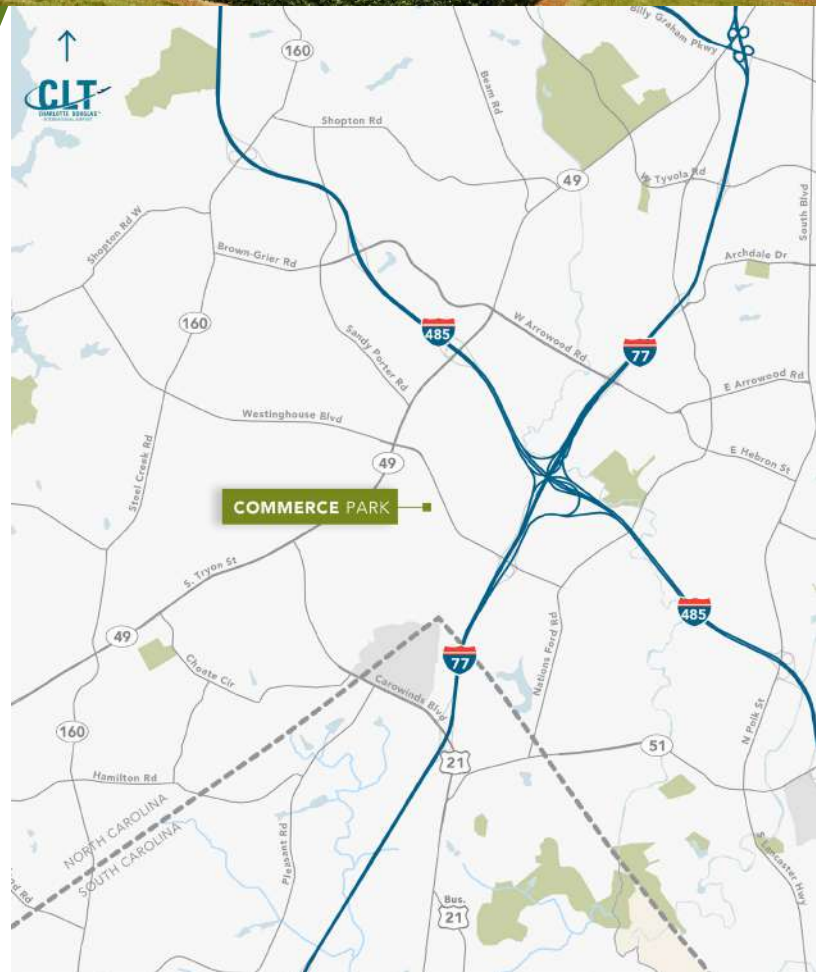 Billy Graham Pkwy
160
CLT
CHARLOTTE DOUGLAS
INTERNATIONAL AIRPORT
Beam Rd
Shopton Rd
49
W Tyvola Rd
South Blvd
Shopton Rd W
Brown-Grier Rd
Archdale Dr
160
485
W Arrowood Rd
77
Sandy Porter Rd
E Arrowood Rd
Westinghouse Blvd
Steel Creek Rd
49
E Hebron St
COMMERCE PARK
S. Tryon St
485
49
Choate Cir
77
Nations Ford Rd
Carowinds Blvd
N Polk St
160
21
51
Hamilton Rd
NORTH CAROLINA
SOUTH CAROLINA
Pleasant Rd
S Lancaster Hwy
Rd
Bus.
21